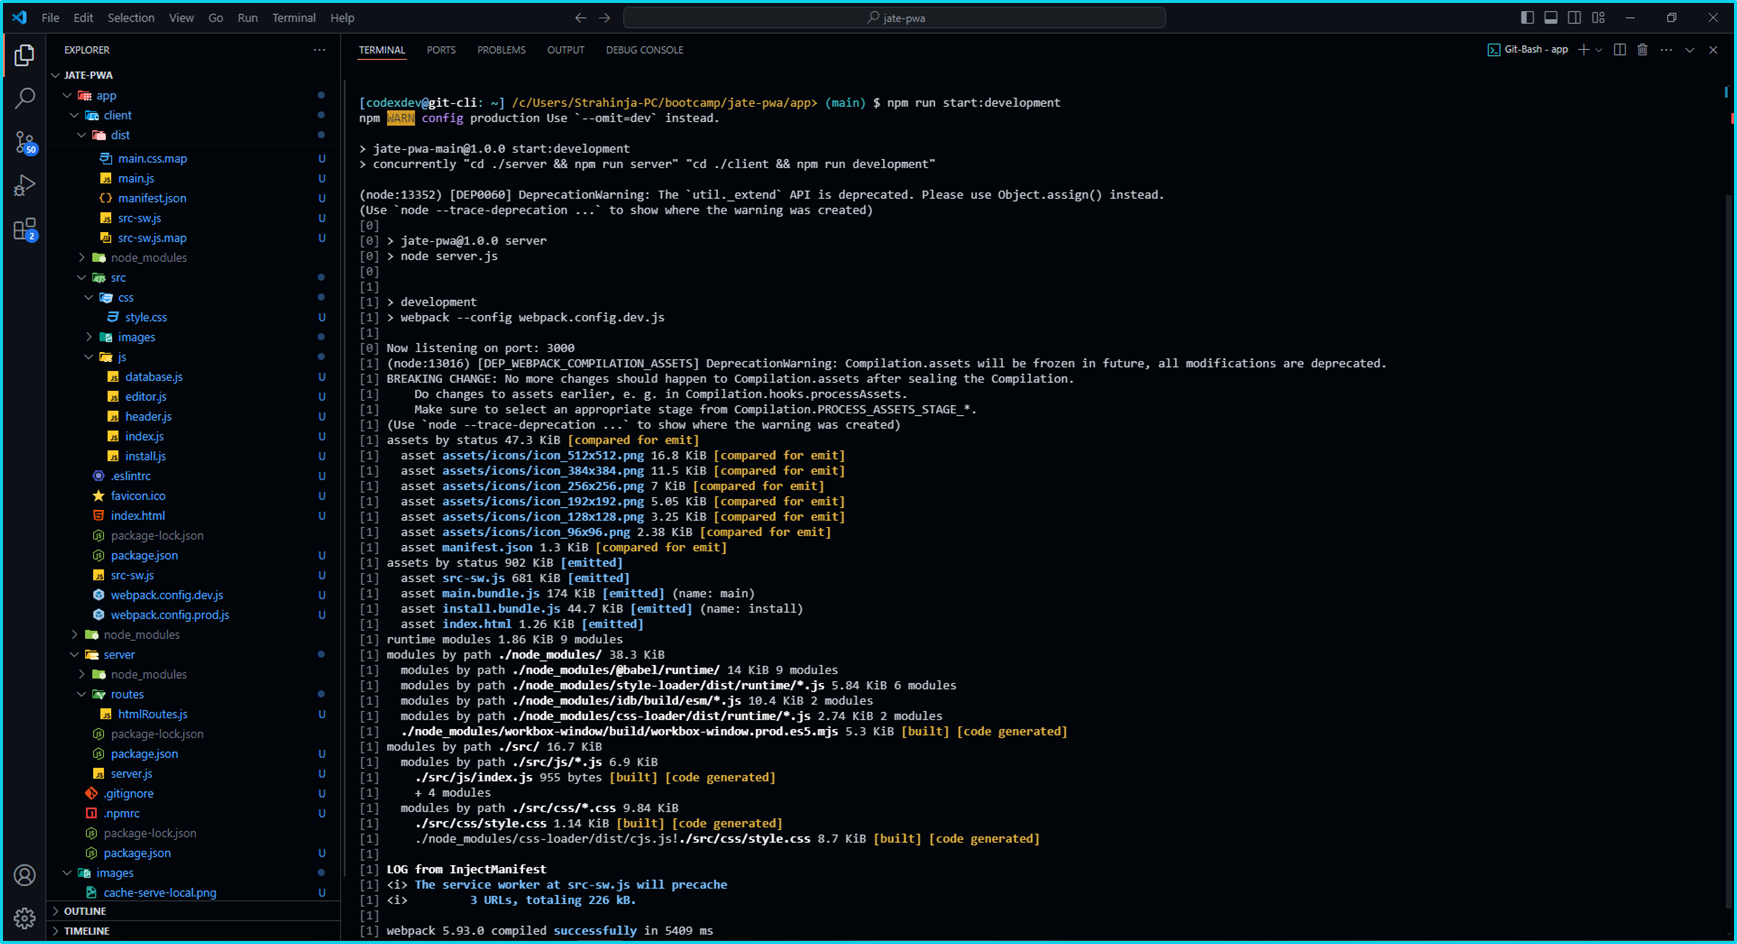 File Edit Selection View Go Run Terminal Help
jate-pwa
EXPLORER
JATE-PWA
app
client
dist
main.css.map U
main.js U
manifest.json U
src-sw.js U
src-sw.js.map U
node_modules
src
css
style.css U
images
js
database.js U
editor.js U
header.js U
index.js U
install.js U
.eslintrc U
favicon.ico U
index.html U
package-lock.json
package.json U
src-sw.js U
webpack.config.dev.js U
webpack.config.prod.js U
node_modules
server
node_modules
routes
htmlRoutes.js U
package-lock.json
package.json U
server.js U
.gitignore U
.npmrc U
package-lock.json
package.json U
images
cache-serve-local.png U
OUTLINE
TIMELINE
50
2
TERMINAL PORTS PROBLEMS OUTPUT DEBUG CONSOLE
Git-Bash - app
[codexdev@git-cli: ~] /c/Users/Strahinja-PC/bootcamp/jate-pwa/app> (main) $ npm run start:development
npm WARN config production Use `--omit=dev` instead.
> jate-pwa-main@1.0.0 start:development
> concurrently "cd ./server && npm run server" "cd ./client && npm run development"
(node:13352) [DEP0060] DeprecationWarning: The `util._extend` API is deprecated. Please use Object.assign() instead.
(Use `node --trace-deprecation ...` to show where the warning was created)
[0]
[0] > jate-pwa@1.0.0 server
[0] > node server.js
[0]
[1]
[1] > development
[1] > webpack --config webpack.config.dev.js
[1]
[0] Now listening on port: 3000
[1] (node:13016) [DEP_WEBPACK_COMPILATION_ASSETS] DeprecationWarning: Compilation.assets will be frozen in future, all modifications are deprecated.
[1] BREAKING CHANGE: No more changes should happen to Compilation.assets after sealing the Compilation.
[1] Do changes to assets earlier, e. g. in Compilation.hooks.processAssets.
[1] Make sure to select an appropriate stage from Compilation.PROCESS_ASSETS_STAGE_*.
[1] (Use `node --trace-deprecation ...` to show where the warning was created)
[1] assets by status 47.3 KiB [compared for emit]
[1] asset assets/icons/icon_512x512.png 16.8 KiB [compared for emit]
[1] asset assets/icons/icon_384x384.png 11.5 KiB [compared for emit]
[1] asset assets/icons/icon_256x256.png 7 KiB [compared for emit]
[1] asset assets/icons/icon_192x192.png 5.05 KiB [compared for emit]
[1] asset assets/icons/icon_128x128.png 3.25 KiB [compared for emit]
[1] asset assets/icons/icon_96x96.png 2.38 KiB [compared for emit]
[1] asset manifest.json 1.3 KiB [compared for emit]
[1] assets by status 902 KiB [emitted]
[1] asset src-sw.js 681 KiB [emitted]
[1] asset main.bundle.js 174 KiB [emitted] (name: main)
[1] asset install.bundle.js 44.7 KiB [emitted] (name: install)
[1] asset index.html 1.26 KiB [emitted]
[1] runtime modules 1.86 KiB 9 modules
[1] modules by path ./node_modules/ 38.3 KiB
[1] modules by path ./node_modules/@babel/runtime/ 14 KiB 9 modules
[1] modules by path ./node_modules/style-loader/dist/runtime/*.js 5.84 KiB 6 modules
[1] modules by path ./node_modules/idb/build/esm/*.js 10.4 KiB 2 modules
[1] modules by path ./node_modules/css-loader/dist/runtime/*.js 2.74 KiB 2 modules
[1] ./node_modules/workbox-window/build/workbox-window.prod.es5.mjs 5.3 KiB [built] [code generated]
[1] modules by path ./src/ 16.7 KiB
[1] modules by path ./src/js/*.js 6.9 KiB
[1] ./src/js/index.js 955 bytes [built] [code generated]
[1] + 4 modules
[1] modules by path ./src/css/*.css 9.84 KiB
[1] ./src/css/style.css 1.14 KiB [built] [code generated]
[1] ./node_modules/css-loader/dist/cjs.js!./src/css/style.css 8.7 KiB [built] [code generated]
[1]
[1] LOG from InjectManifest
[1] <i> The service worker at src-sw.js will precache
[1] <i> 3 URLs, totaling 226 kB.
[1]
[1] webpack 5.93.0 compiled successfully in 5409 ms